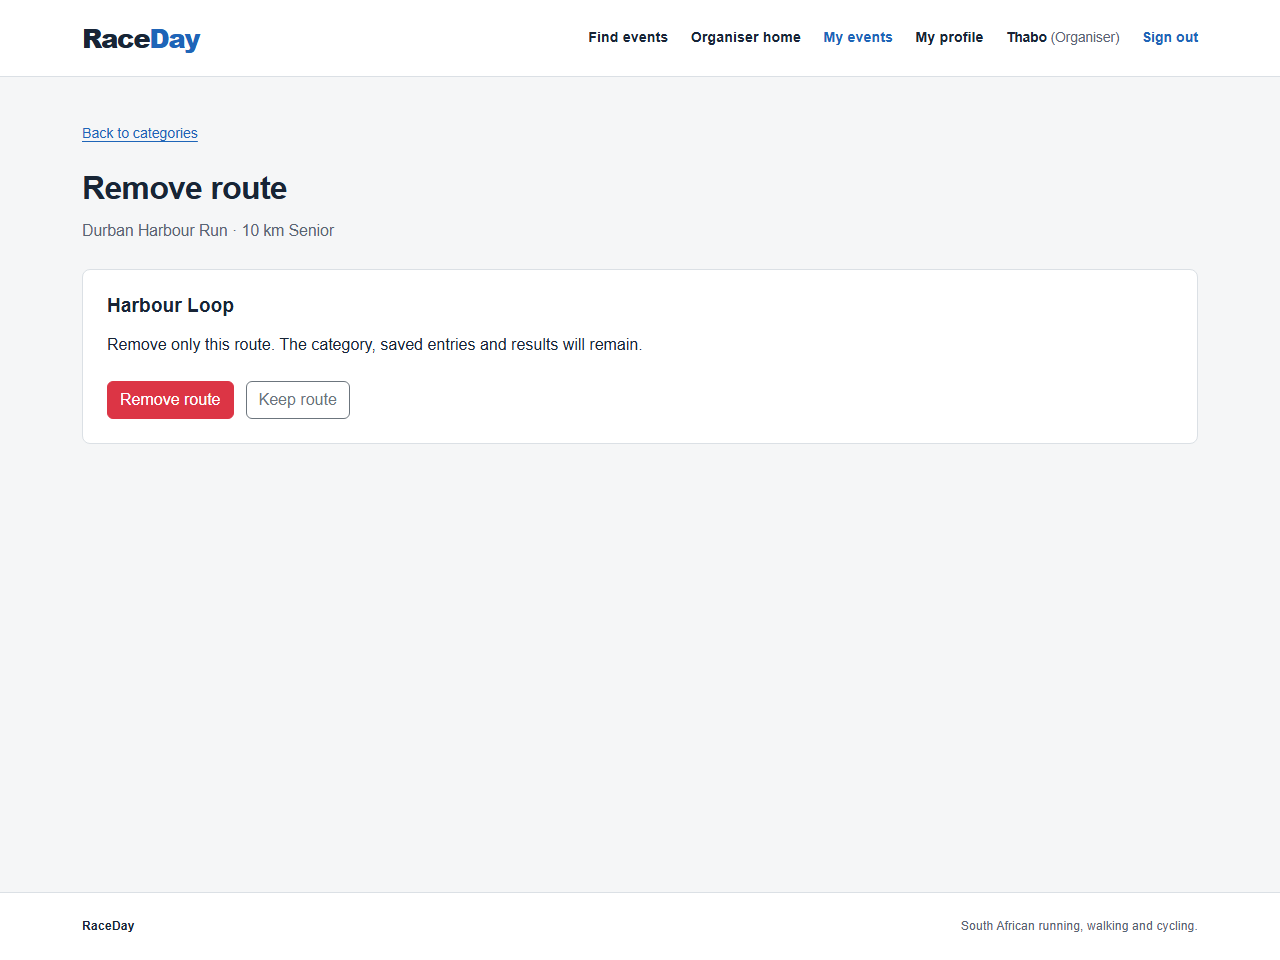 RaceDay
Find events Organiser home My events My profile Thabo (Organiser) Sign out
Back to categories
Remove route
Durban Harbour Run · 10 km Senior
Harbour Loop
Remove only this route. The category, saved entries and results will remain.
Remove route Keep route
RaceDay South African running, walking and cycling.